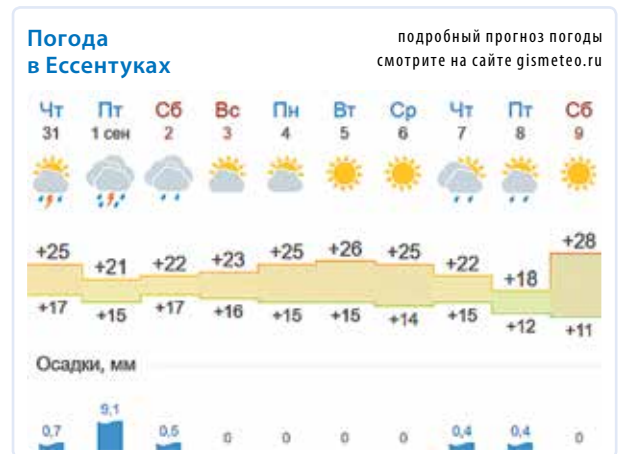 Погода
в Ессентуках
подробный прогноз погоды
смотрите на сайте gismeteo.ru
Чт Пт Сб Вс Пн Вт Ср Чт Пт Сб
31 1 сен 2 3 4 5 6 7 8 9
+25 +21 +22 +23 +25 +26 +25 +22 +18 +28
+17 +15 +17 +16 +15 +15 +14 +15 +12 +11
Осадки, мм
0,7 9,1 0,5 0 0 0 0 0,4 0,4 0